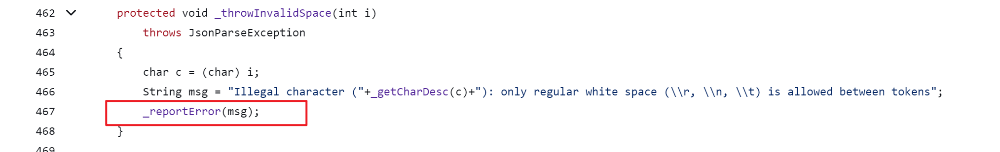 462 protected void _throwInvalidSpace(int i)
463 throws JsonParseException
464 {
465 char c = (char) i;
466 String msg = "Illegal character ("+_getCharDesc(c)+"): only regular white space (\\r, \\n, \\t) is allowed between tokens";
467 _reportError(msg);
468 }
469